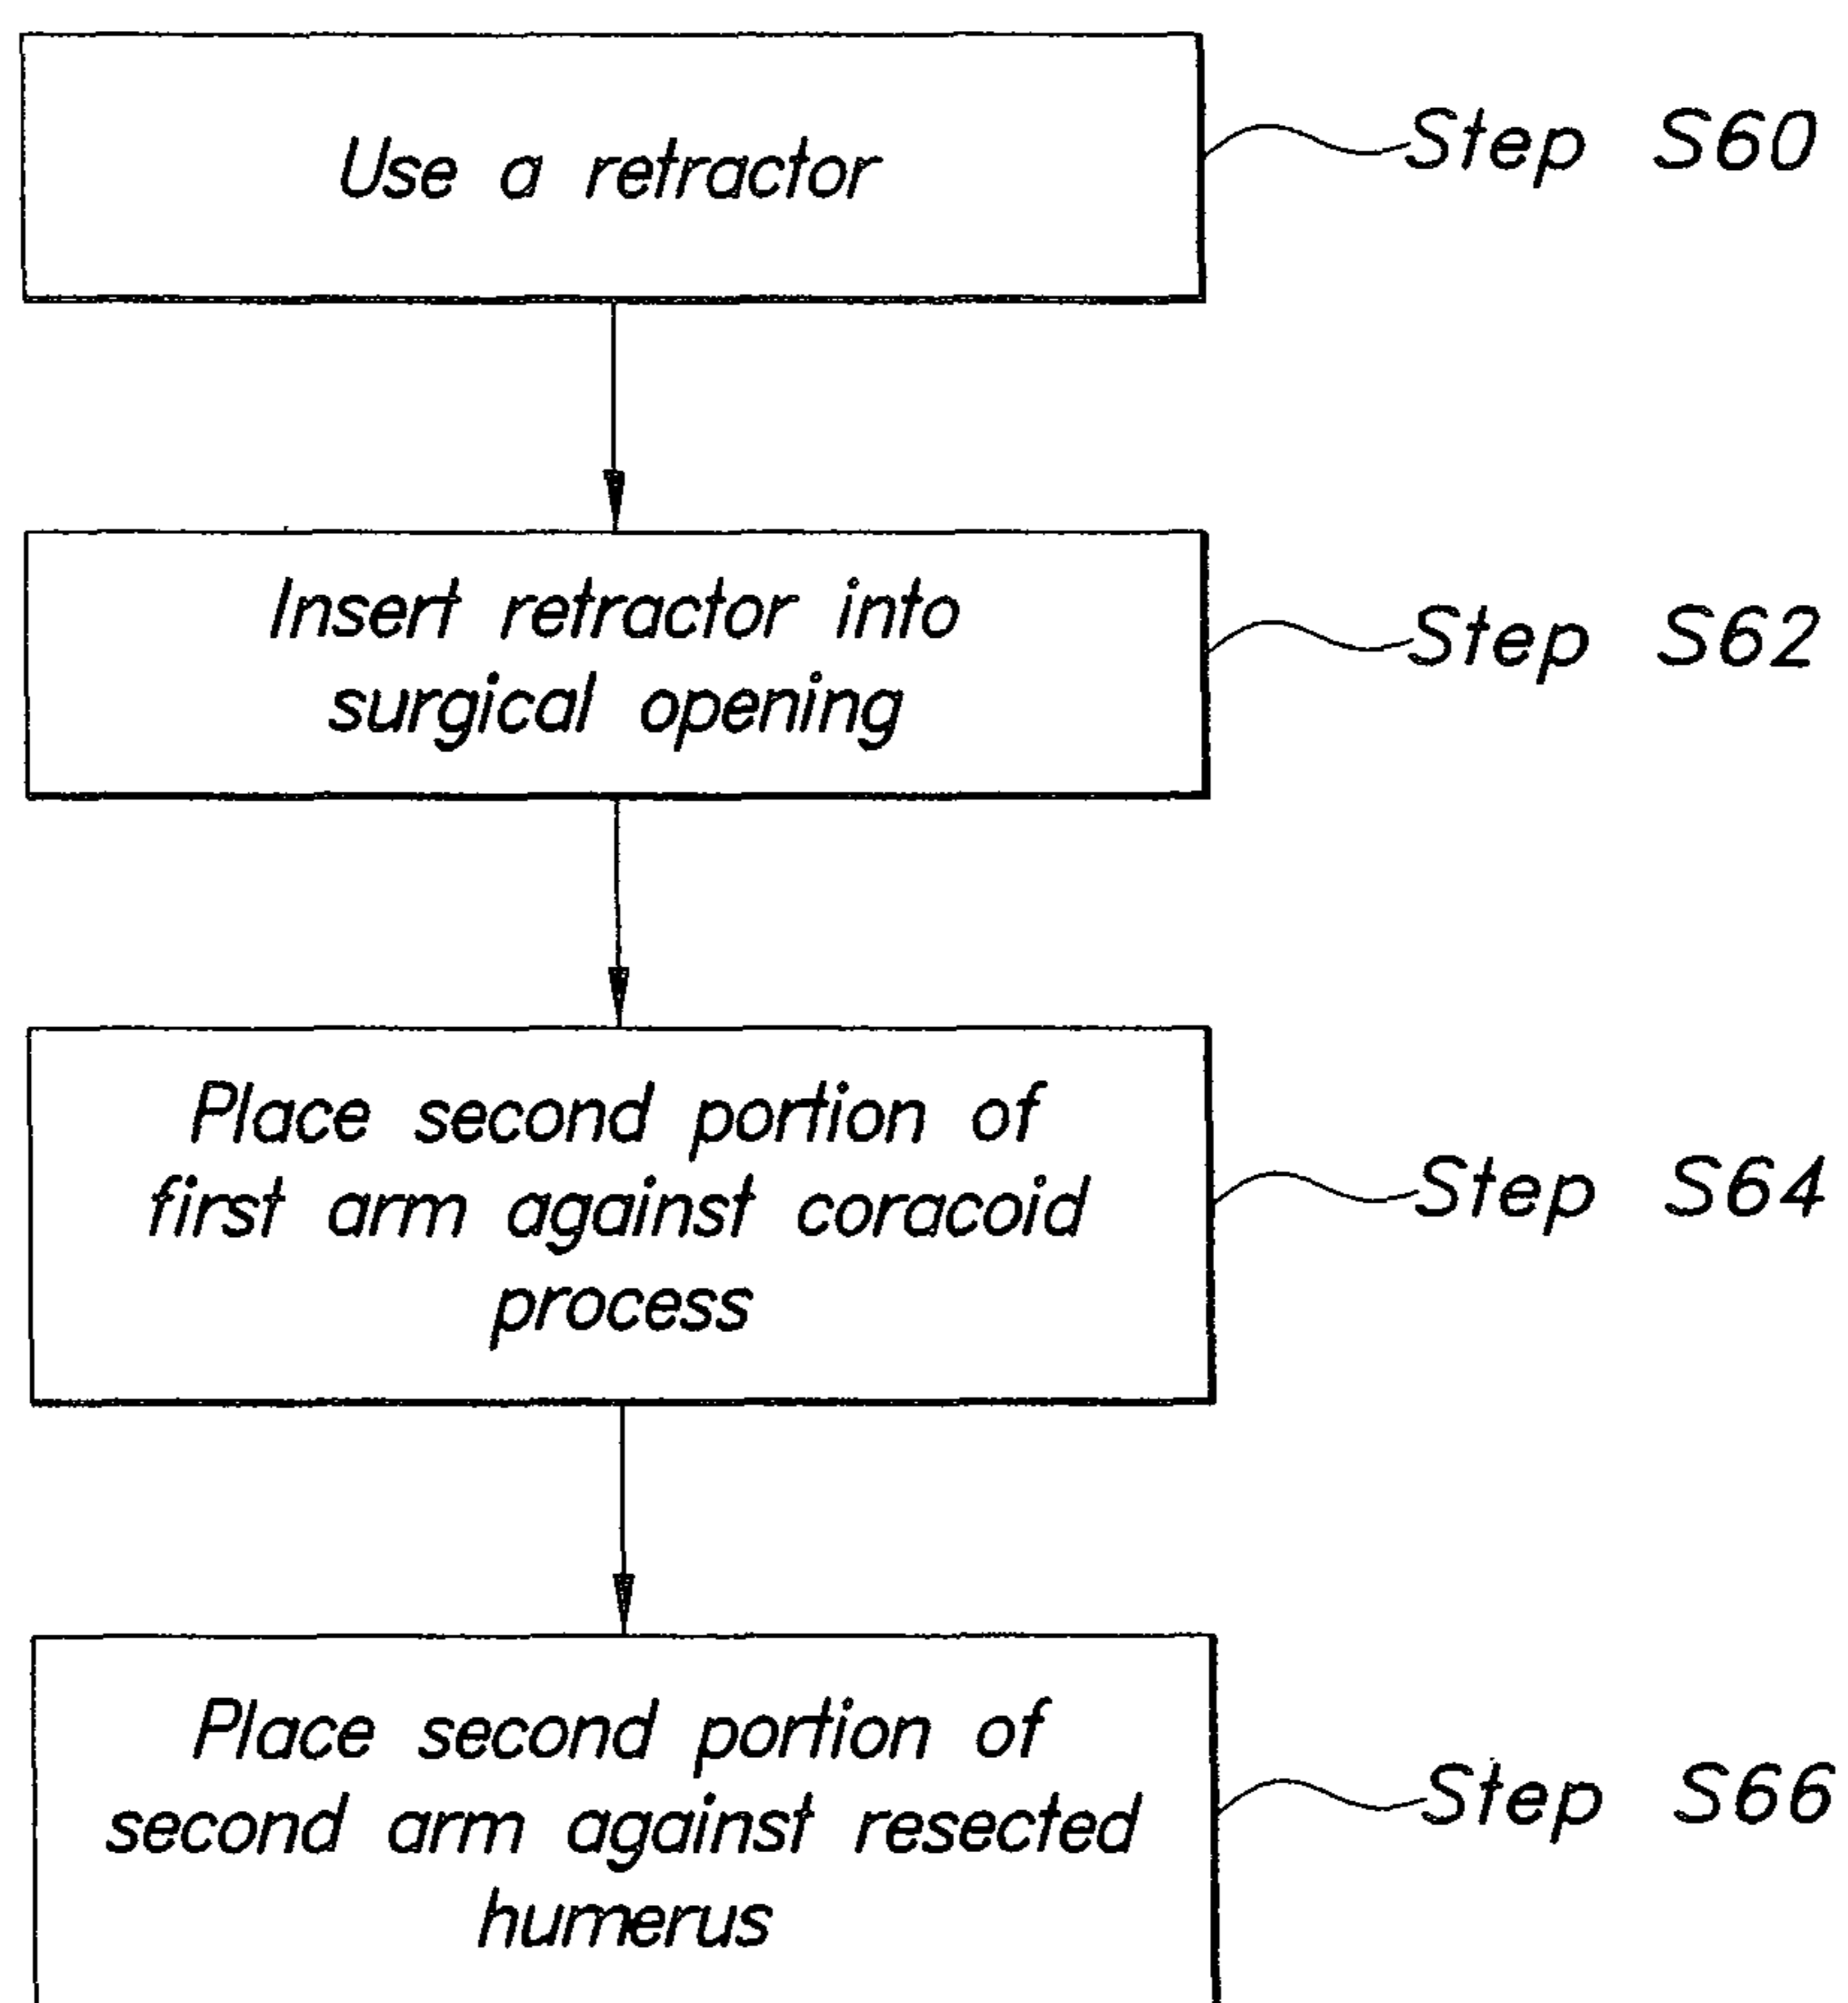 Use a retractor
Step S60
Insert retractor into
surgical opening
Step S62
Place second portion of
first arm against coracoid
process
Step S64
Place second portion of
second arm against resected
humerus
Step S66